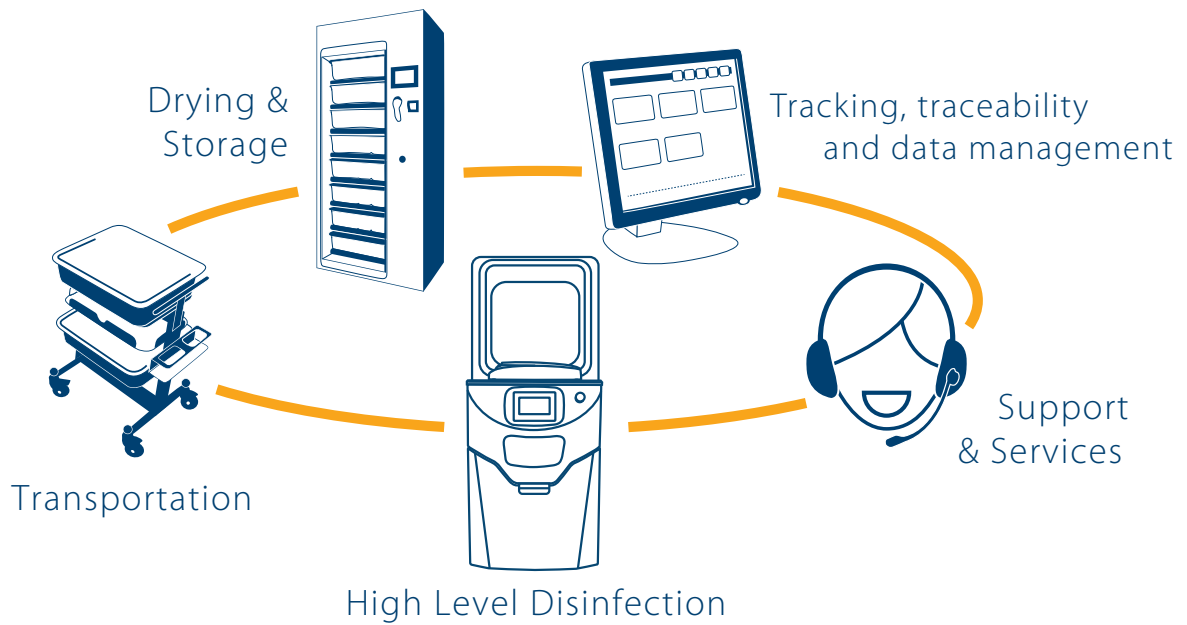 Drying &
Storage
Tracking, traceability
and data management
Support
& Services
Transportation
High Level Disinfection